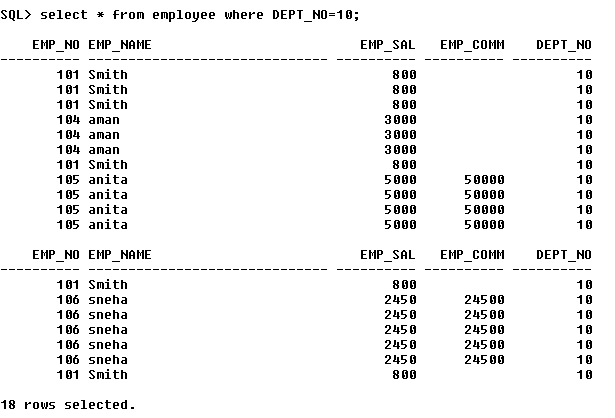 SQL> select * from employee where DEPT_NO=10;
EMP_NO EMP_NAME EMP_SAL EMP_COMM DEPT_NO
---------- ------------------------------ ---------- ---------- ----------
101 Smith 800 10
101 Smith 800 10
101 Smith 800 10
104 aman 3000 10
104 aman 3000 10
104 aman 3000 10
101 Smith 800 10
105 anita 5000 50000 10
105 anita 5000 50000 10
105 anita 5000 50000 10
105 anita 5000 50000 10
EMP_NO EMP_NAME EMP_SAL EMP_COMM DEPT_NO
---------- ------------------------------ ---------- ---------- ----------
101 Smith 800 10
106 sneha 2450 24500 10
106 sneha 2450 24500 10
106 sneha 2450 24500 10
106 sneha 2450 24500 10
106 sneha 2450 24500 10
101 Smith 800 10
18 rows selected.